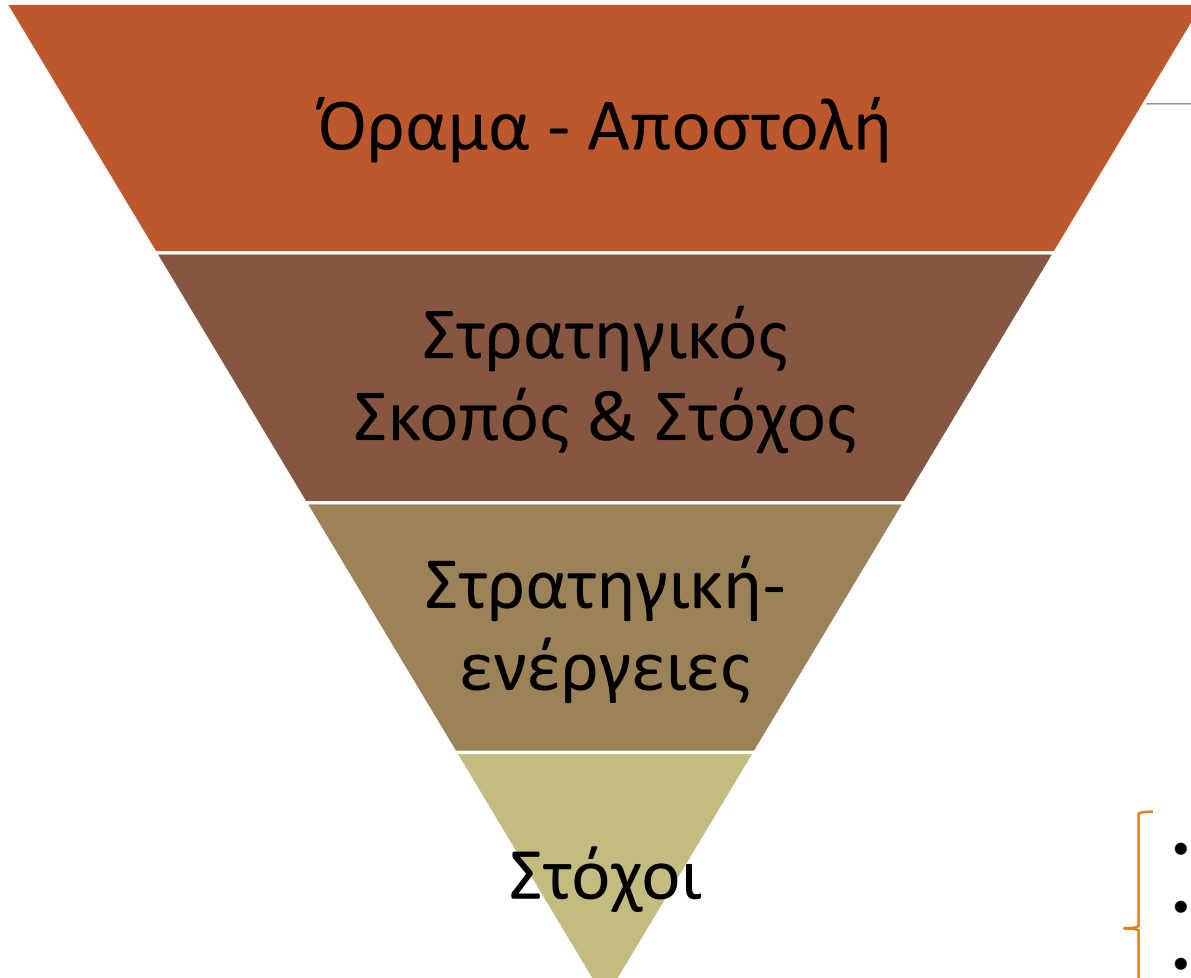 Όραμα - Αποστολή
Στρατηγικός
Σκοπός & Στόχος
Στρατηγική-
ενέργειες
Στόχοι
•
•
•